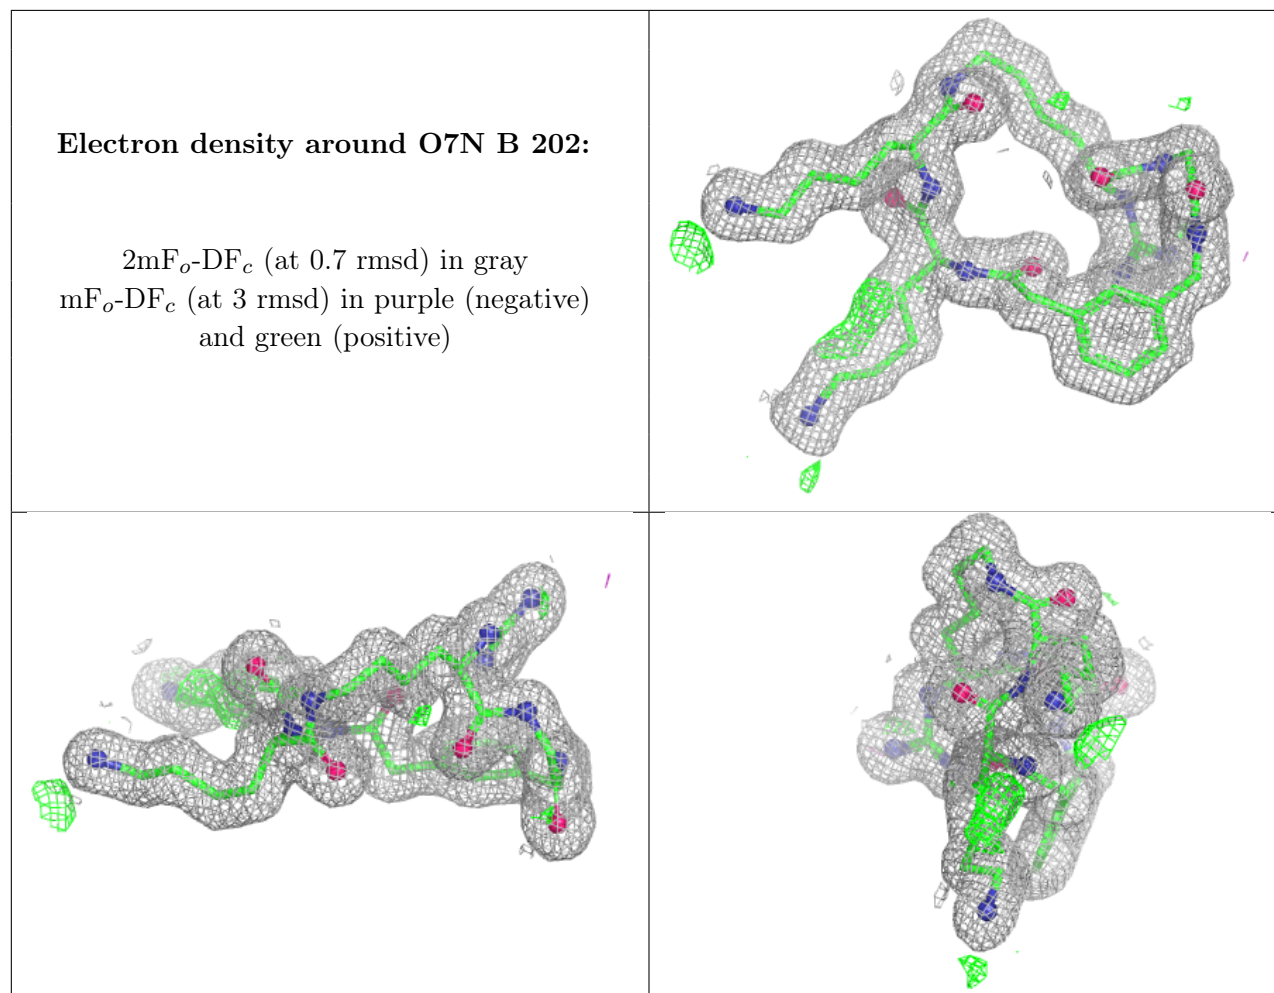 Electron density around O7N B 202:
2mFo-DFc (at 0.7 rmsd) in gray
mFo-DFc (at 3 rmsd) in purple (negative)
and green (positive)